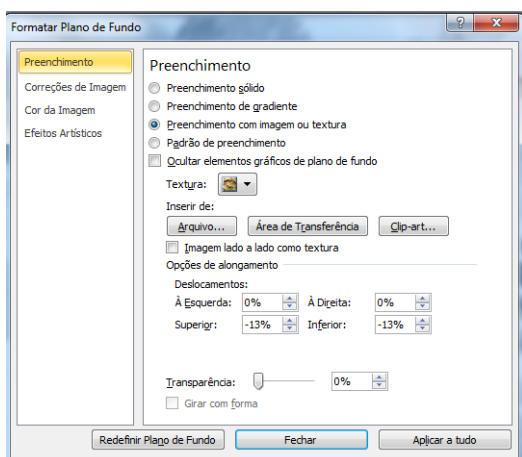 Formatar Plano de Fundo
Preenchimento
Correções de Imagem
Cor da Imagem
Efeitos Artísticos
Preenchimento
Preenchimento sólido
Preenchimento de gradiente
Preenchimento com imagem ou textura
Padrão de preenchimento
Ocultar elementos gráficos de plano de fundo
Textura:
Inserir de:
Arquivo... Área de Transferência Clip-art...
Imagem lado a lado como textura
Opções de alongamento
Deslocamentos:
À Esquerda: 0% À Direita: 0%
Superior: -13% Inferior: -13%
Transparência: 0%
Girar com forma
Redefinir Plano de Fundo Fechar Aplicar a tudo